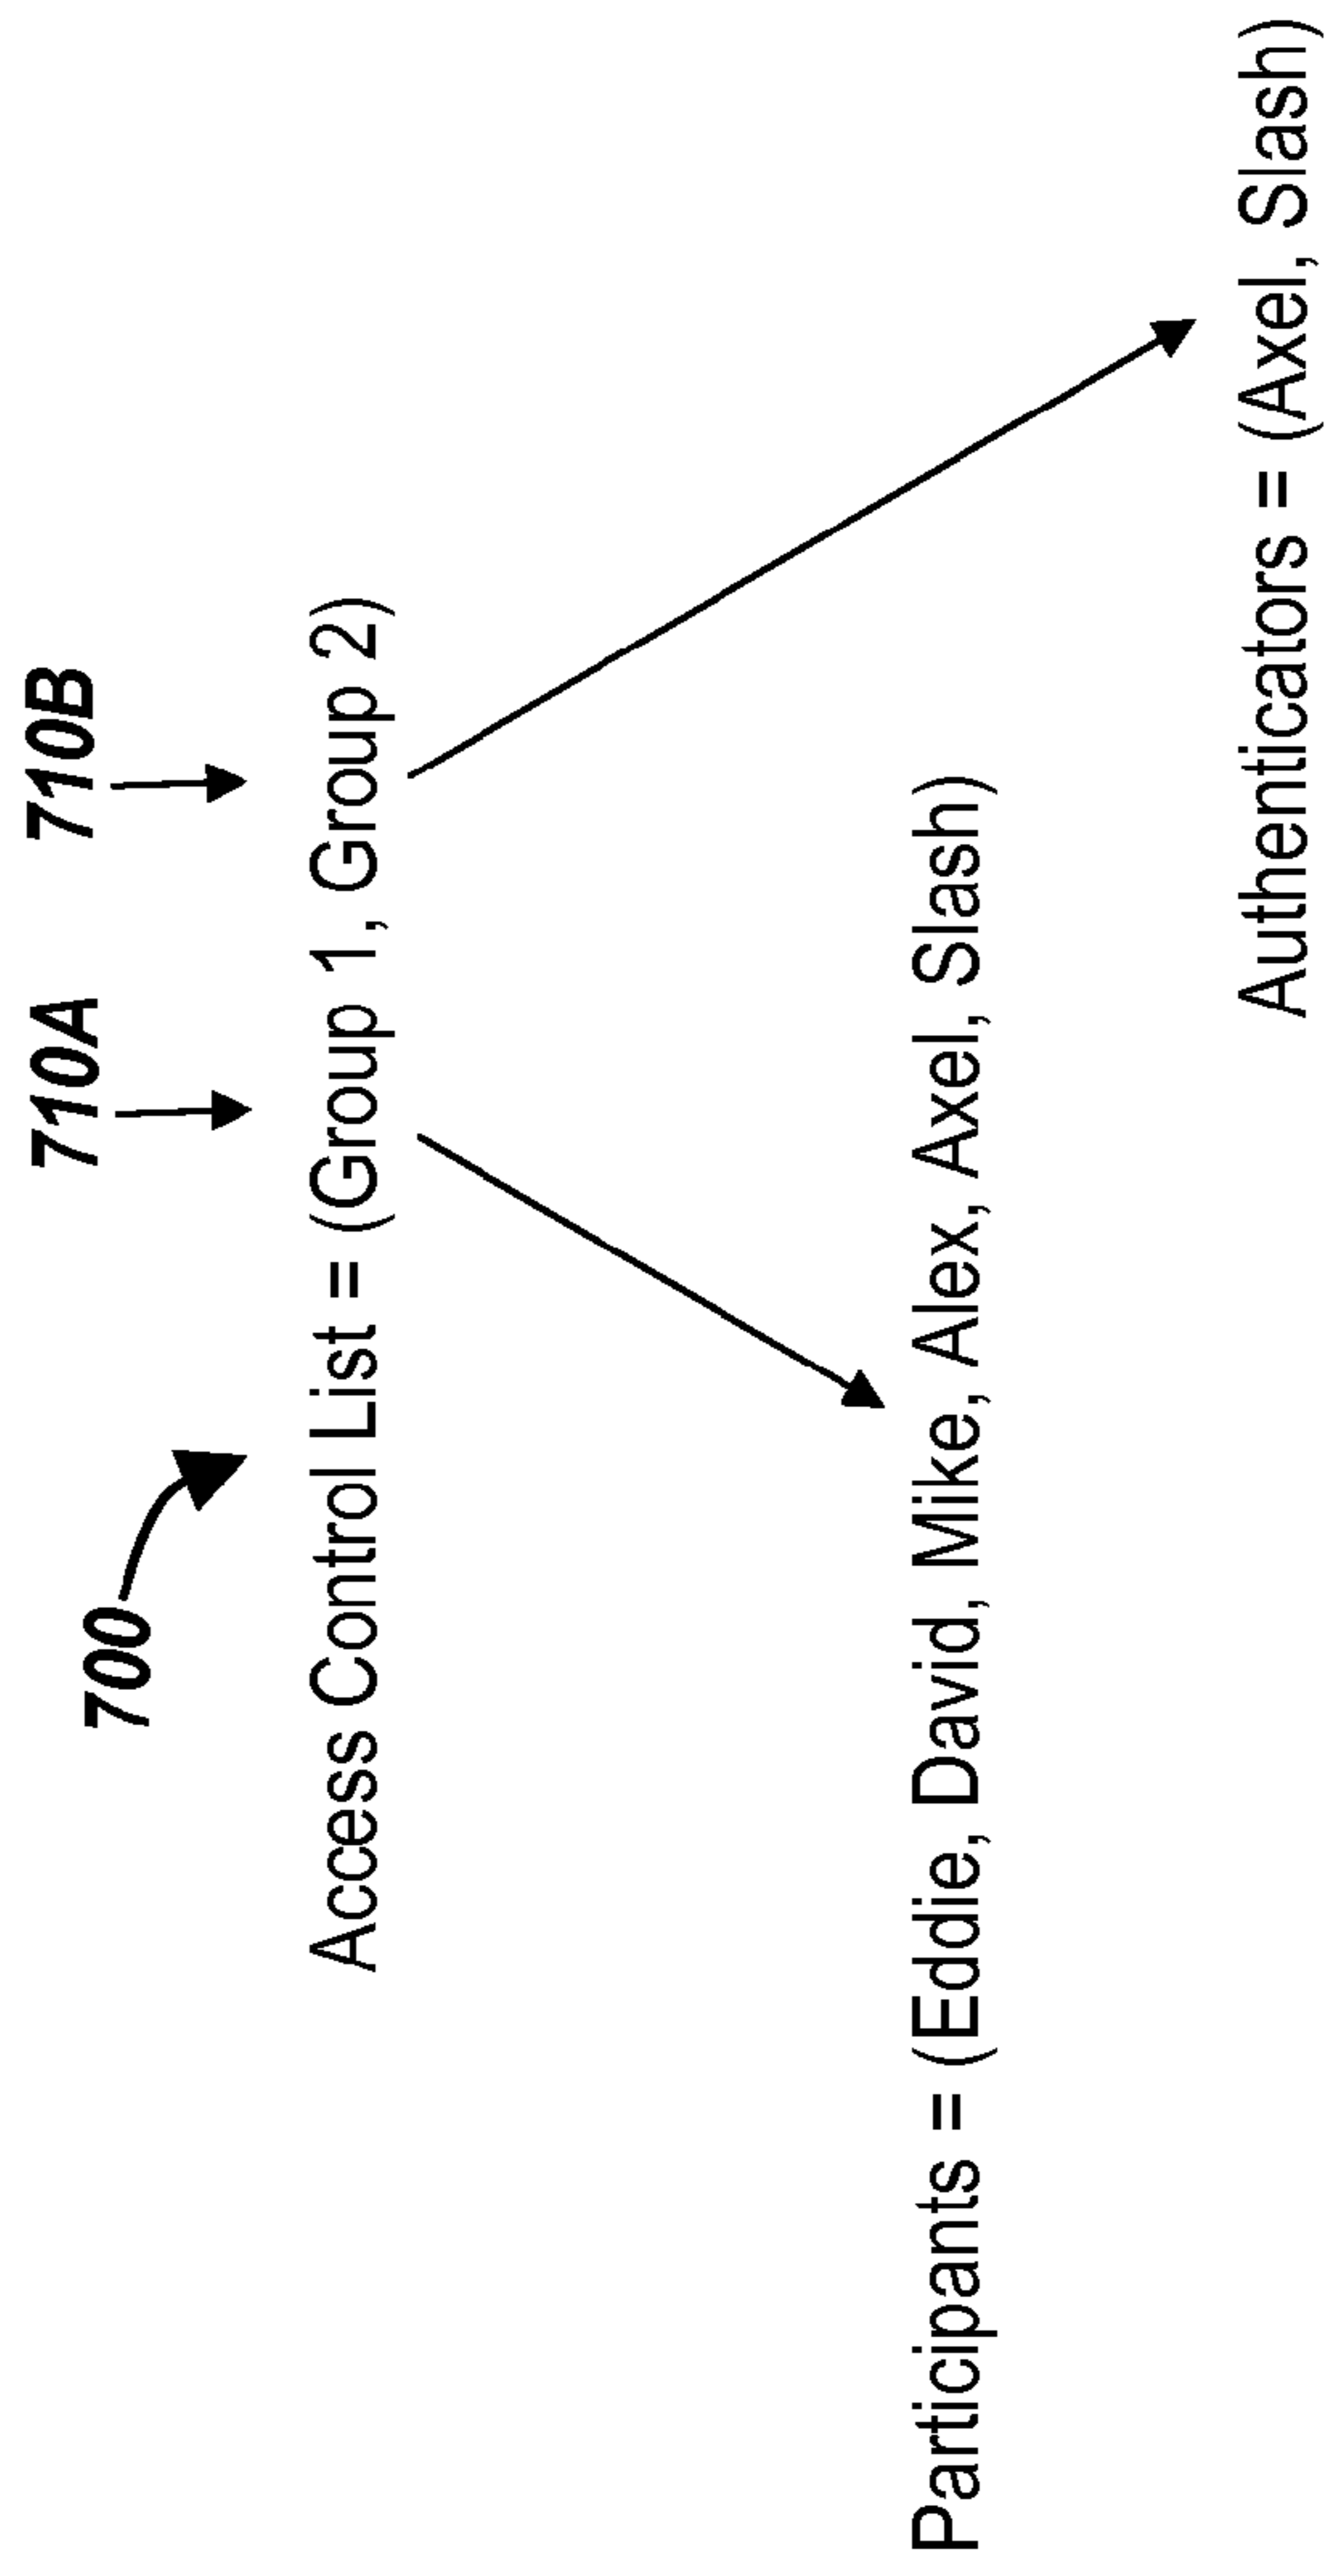 700
710A
710B
Access Control List = (Group 1, Group 2)
Participants = (Eddie, David, Mike, Alex, Axel, Slash)
Authenticators = (Axel, Slash)